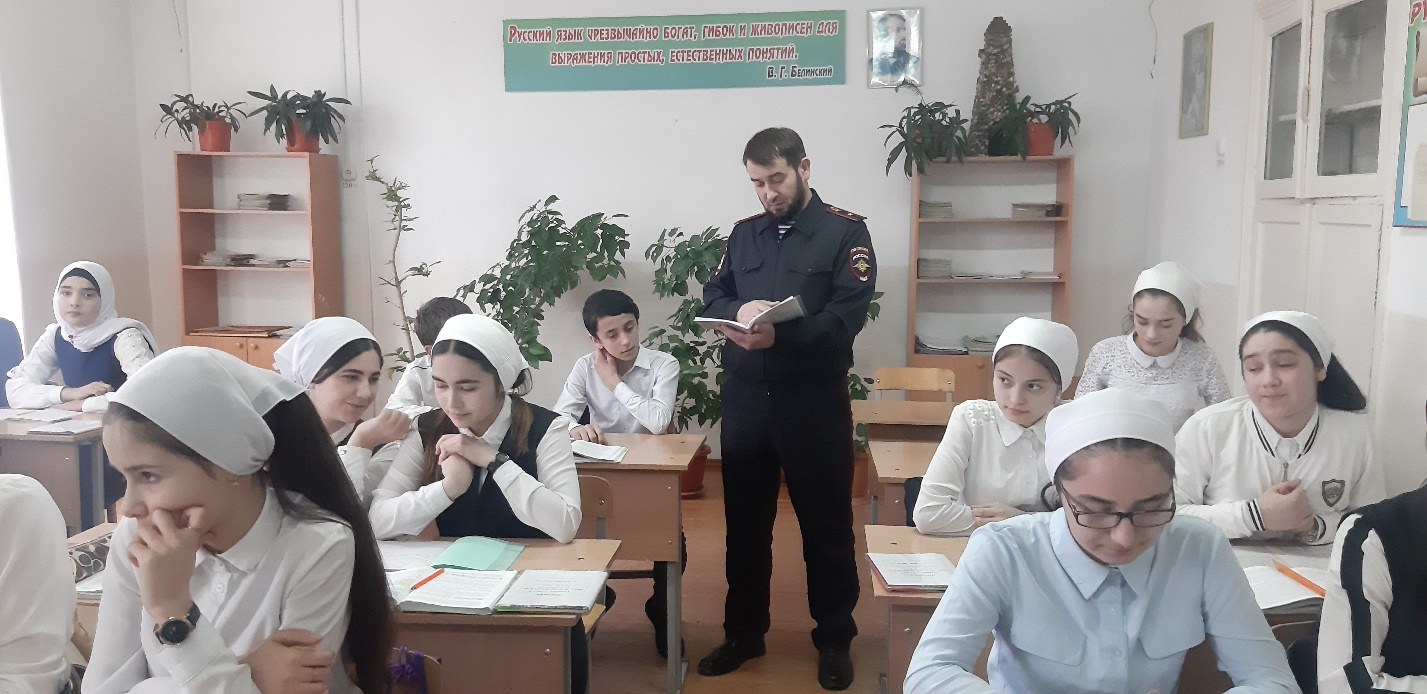 Русский язык чрезвычайно богат, гибок и живописен для
выражения простых, естественных понятий.
В. Г. Белинский